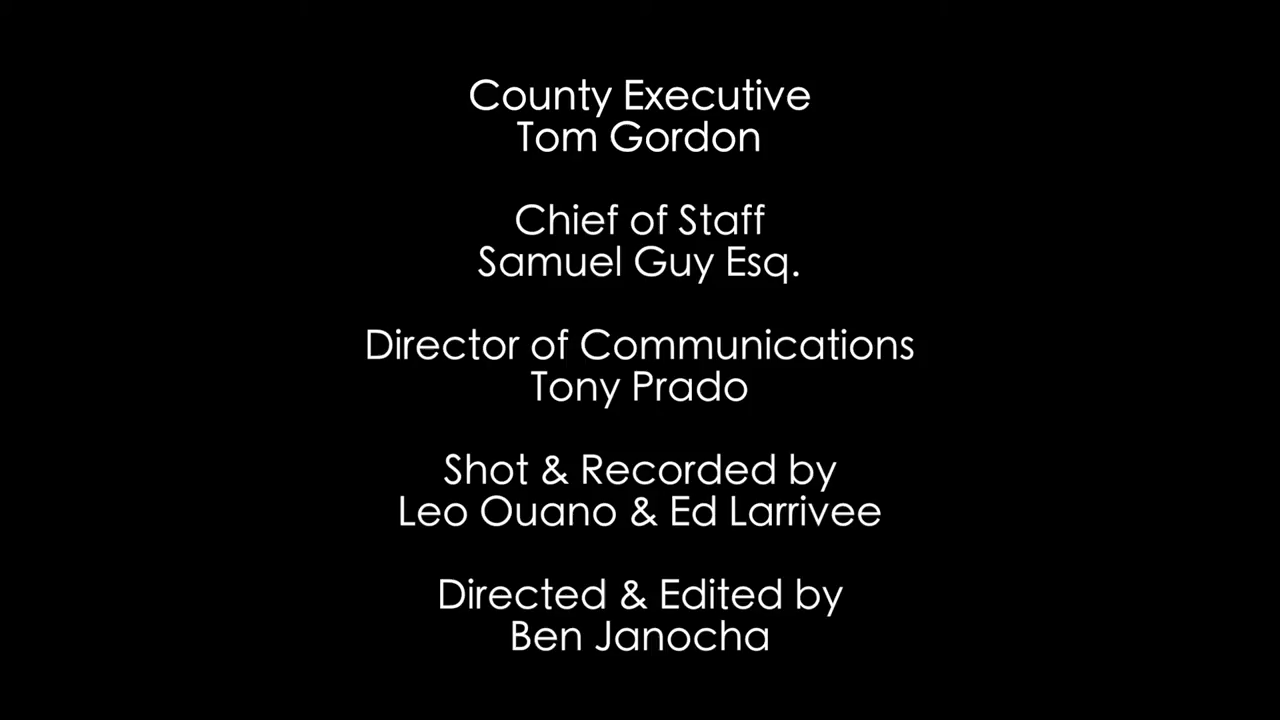 County Executive
Tom Gordon
Chief of Staff
Samuel Guy Esq.
Director of Communications
Tony Prado
Shot & Recorded by
Leo Ouano & Ed Larrivee
Directed & Edited by
Ben Janocha